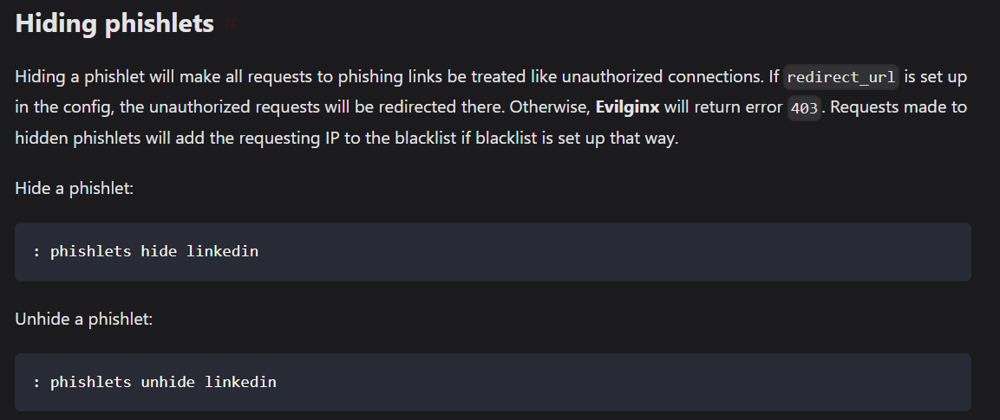 Hiding phishlets #
Hiding a phishlet will make all requests to phishing links be treated like unauthorized connections. If redirect_url is set up
in the config, the unauthorized requests will be redirected there. Otherwise, Evilginx will return error 403. Requests made to
hidden phishlets will add the requesting IP to the blacklist if blacklist is set up that way.
Hide a phishlet:
: phishlets hide linkedin
Unhide a phishlet:
: phishlets unhide linkedin